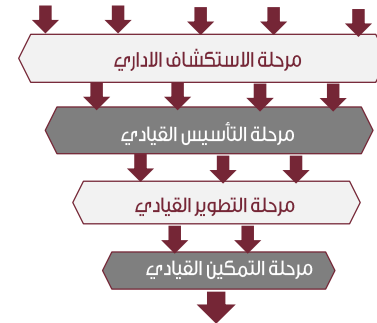 مرحلة الاستكشاف الاداري
مرحلة التأسيس القيادي
مرحلة التطوير القيادي
مرحلة التمكين القيادي